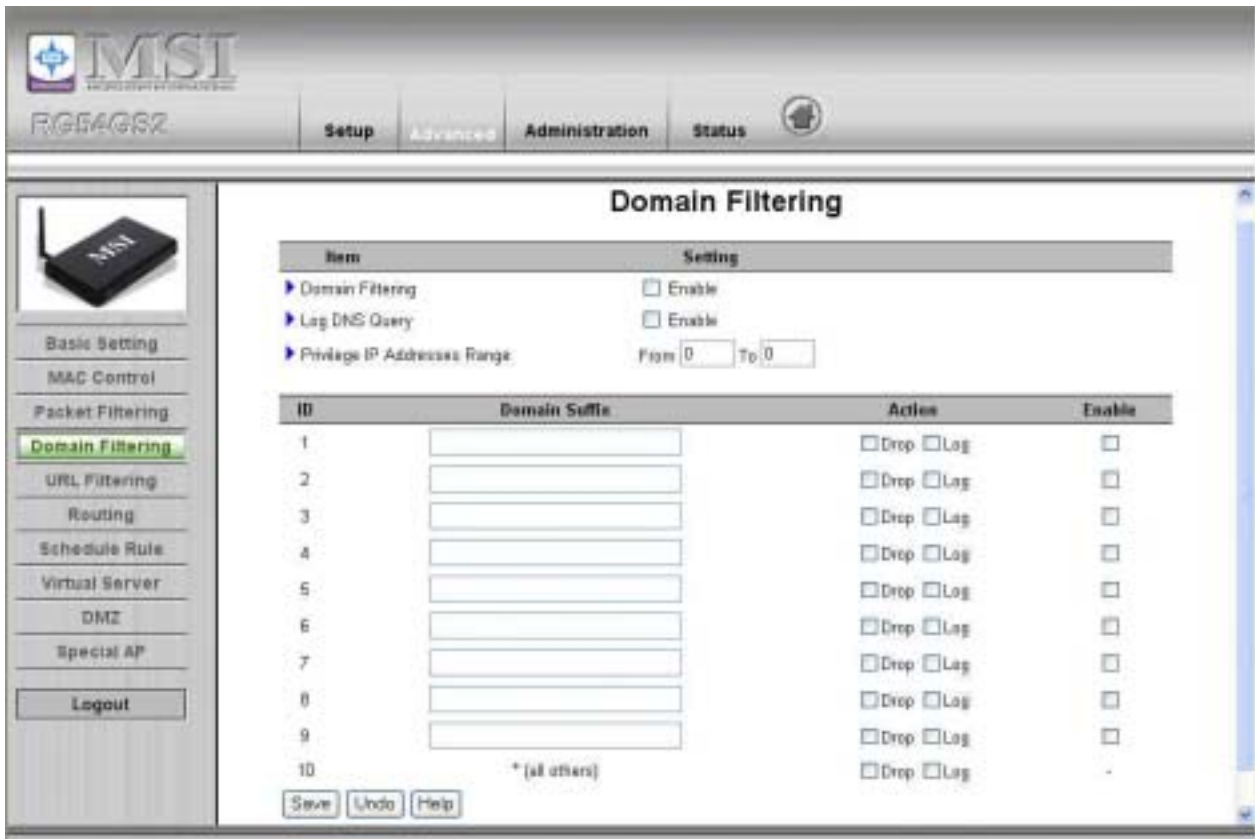 MSI
RG54GS2
Setup Advanced Administration Status
Domain Filtering
MSI
Item Setting
Domain Filtering Enable
Log DNS Query Enable
Privilege IP Addresses Range From 0 To 0
Basic Setting
MAC Control
Packet Filtering
Domain Filtering
URL Filtering
Routing
Schedule Rule
Virtual Server
DMZ
Special AP
Logout
ID Domain Suffix Action Enable
1 Drop Log
2 Drop Log
3 Drop Log
4 Drop Log
5 Drop Log
6 Drop Log
7 Drop Log
8 Drop Log
9 Drop Log
10 * (all others) Drop Log -
Save Undo Help